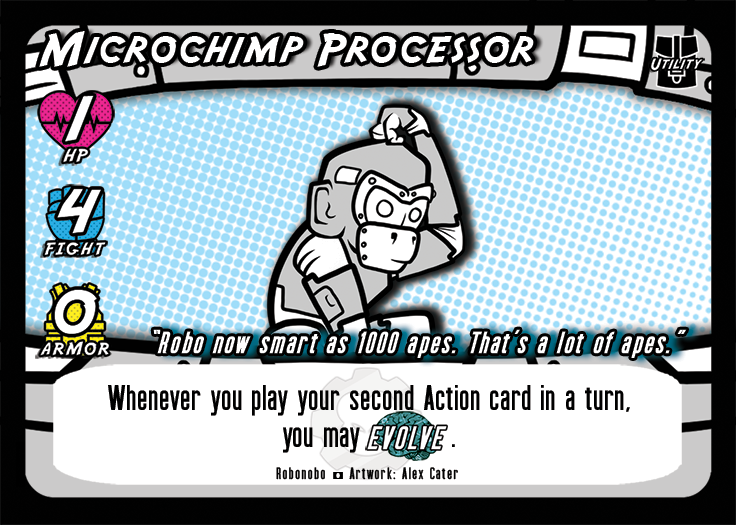 Microchimp Processor
Utility
1
HP
4
Fight
0
Armor
"Robo now smart as 1000 apes. That's a lot of apes."
Whenever you play your second Action card in a turn,
you may EVOLVE.
Robonobo Artwork: Alex Cater